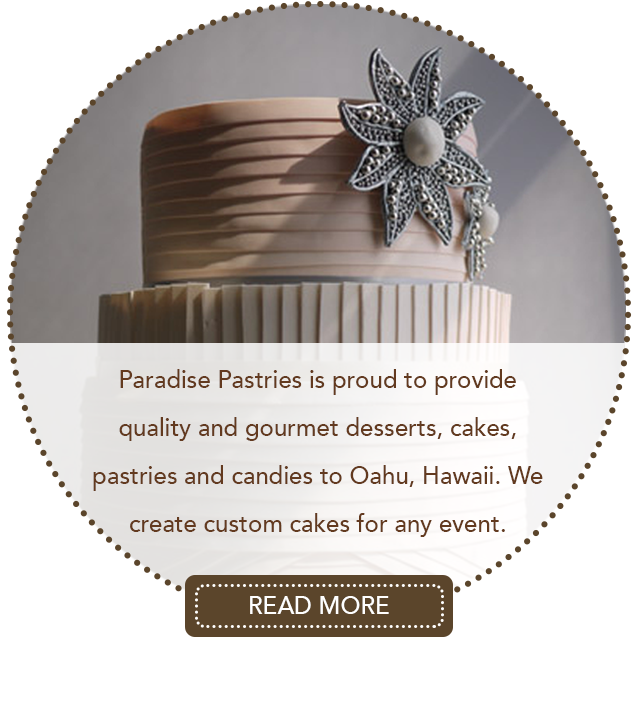 Paradise Pastries is proud to provide
quality and gourmet desserts, cakes,
pastries and candies to Oahu, Hawaii. We
create custom cakes for any event.
READ MORE